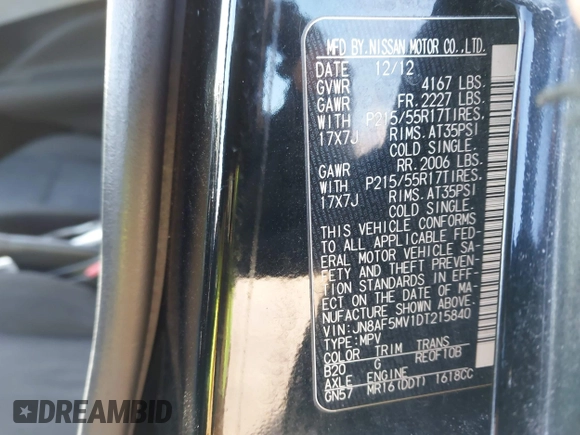 MFD BY. NISSAN MOTOR CO., LTD.
DATE 12/12
GVWR 4167 LBS.
GAWR FR. 2227 LBS.
WITH P215/55R17TIRES,
17X7J RIMS. AT35PSI
COLD SINGLE.
GAWR RR. 2006 LBS.
WITH P215/55R17TIRES,
17X7J RIMS. AT35PSI
COLD SINGLE.
THIS VEHICLE CONFORMS
TO ALL APPLICABLE FED-
ERAL MOTOR VEHICLE SA-
FETY AND THEFT PREVEN-
TION STANDARDS IN EFF-
ECT ON THE DATE OF MA-
NUFACTURE SHOWN ABOVE.
VIN:JN8AF5MV1DT215840
TYPE:MPV
COLOR TRIM TRANS
B20 G RE0F10B
AXLE ENGINE
GN57 MR16(DDT) 1618CC
DREAMBID